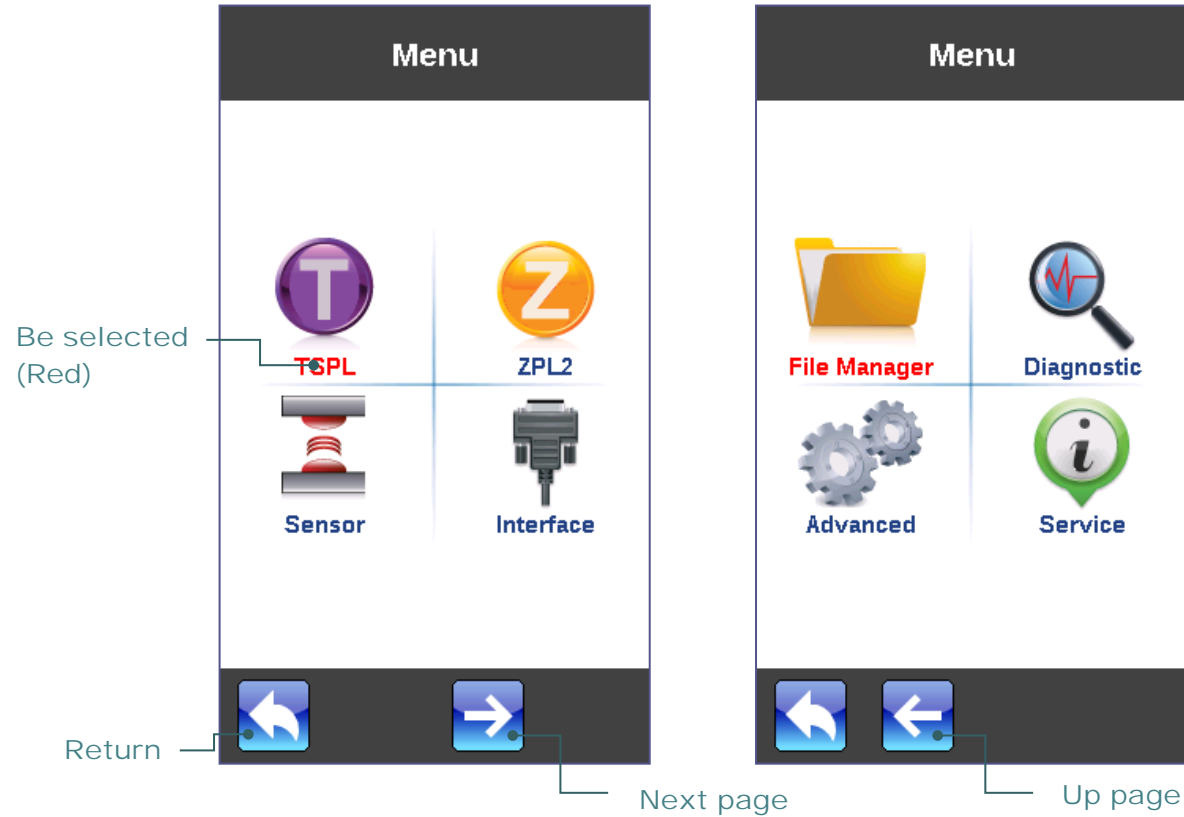 Menu
Menu
T
Z
Be selected
(Red)
TSPL
ZPL2
File Manager
Diagnostic
i
Sensor
Interface
Advanced
Service
Return
Next page
Up page